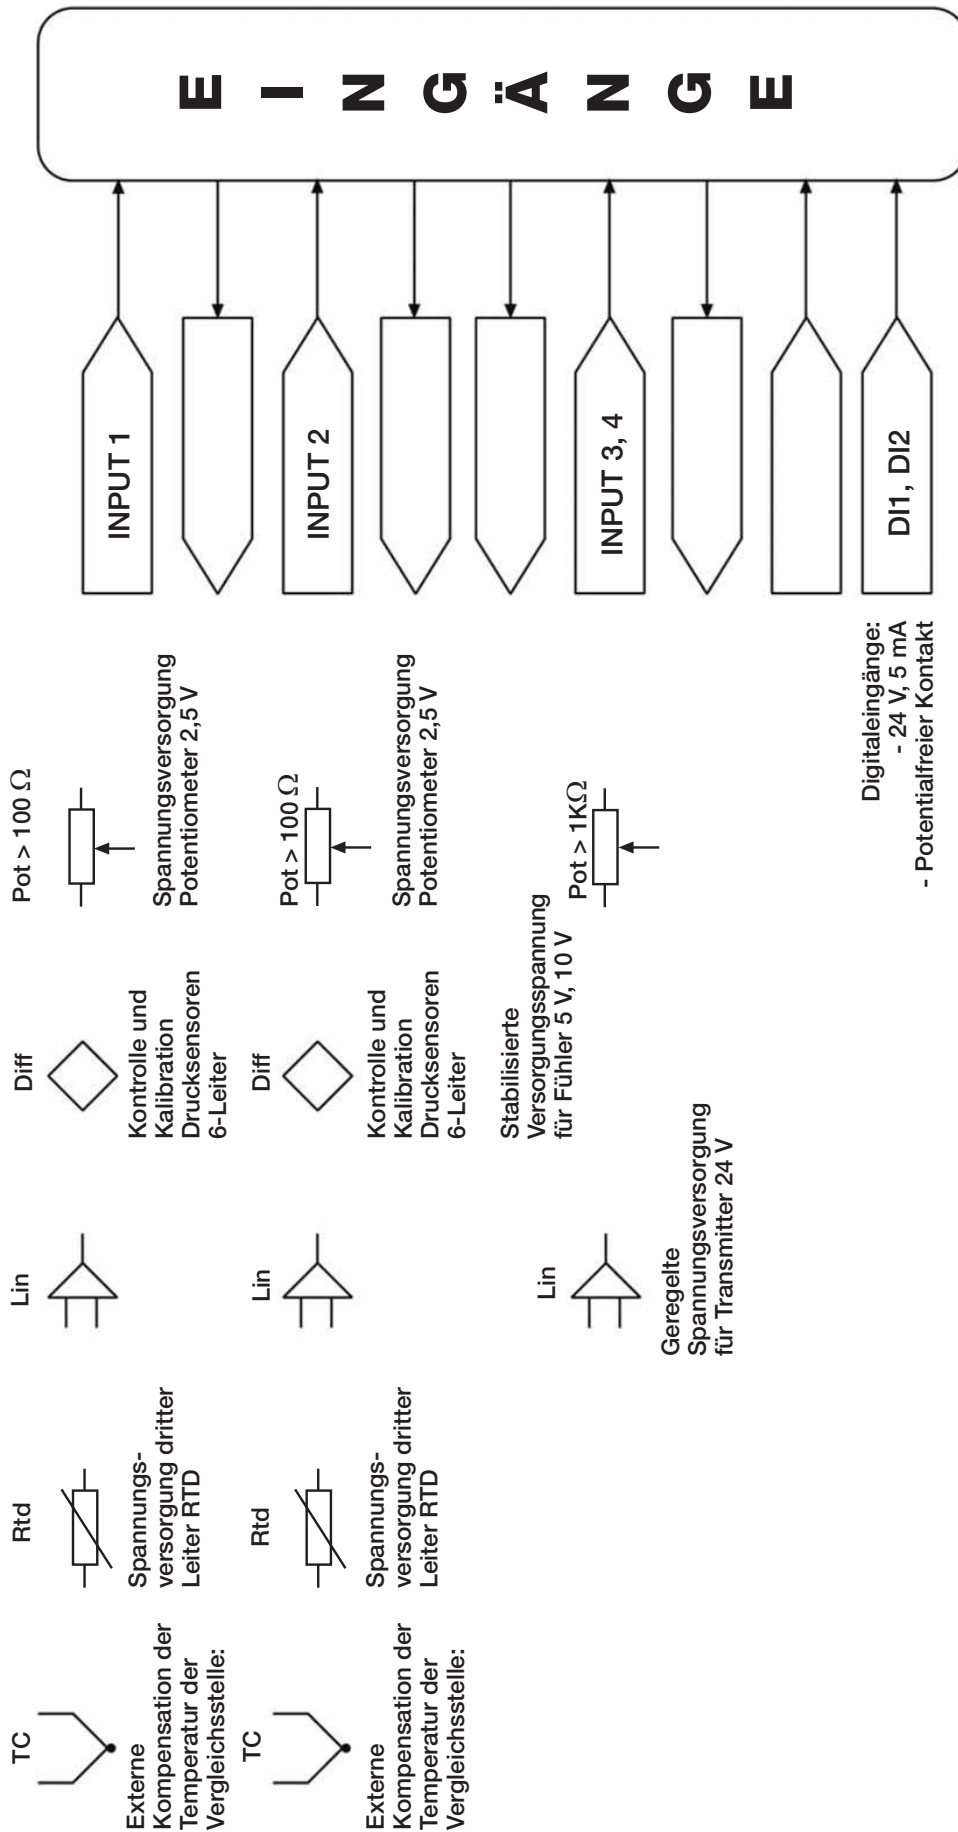 TC
Rtd
Lin
Diff
Pot > 100 Ω
INPUT 1
Externe
Kompensation der
Temperatur der
Vergleichsstelle:
Spannungs-
versorgung dritter
Leiter RTD
Kontrolle und
Kalibration
Drucksensoren
6-Leiter
Spannungsversorgung
Potentiometer 2,5 V
TC
Rtd
Lin
Diff
Pot > 100 Ω
INPUT 2
Externe
Kompensation der
Temperatur der
Vergleichsstelle:
Spannungs-
versorgung dritter
Leiter RTD
Kontrolle und
Kalibration
Drucksensoren
6-Leiter
Spannungsversorgung
Potentiometer 2,5 V
Stabilisierte
Versorgungsspannung
für Fühler 5 V, 10 V
Lin
Pot > 1KΩ
INPUT 3, 4
Geregelte
Spannungsversorgung
für Transmitter 24 V
Digitaleingänge:
- 24 V, 5 mA
- Potentialfreier Kontakt
DI1, DI2
E I N G Ä N G E